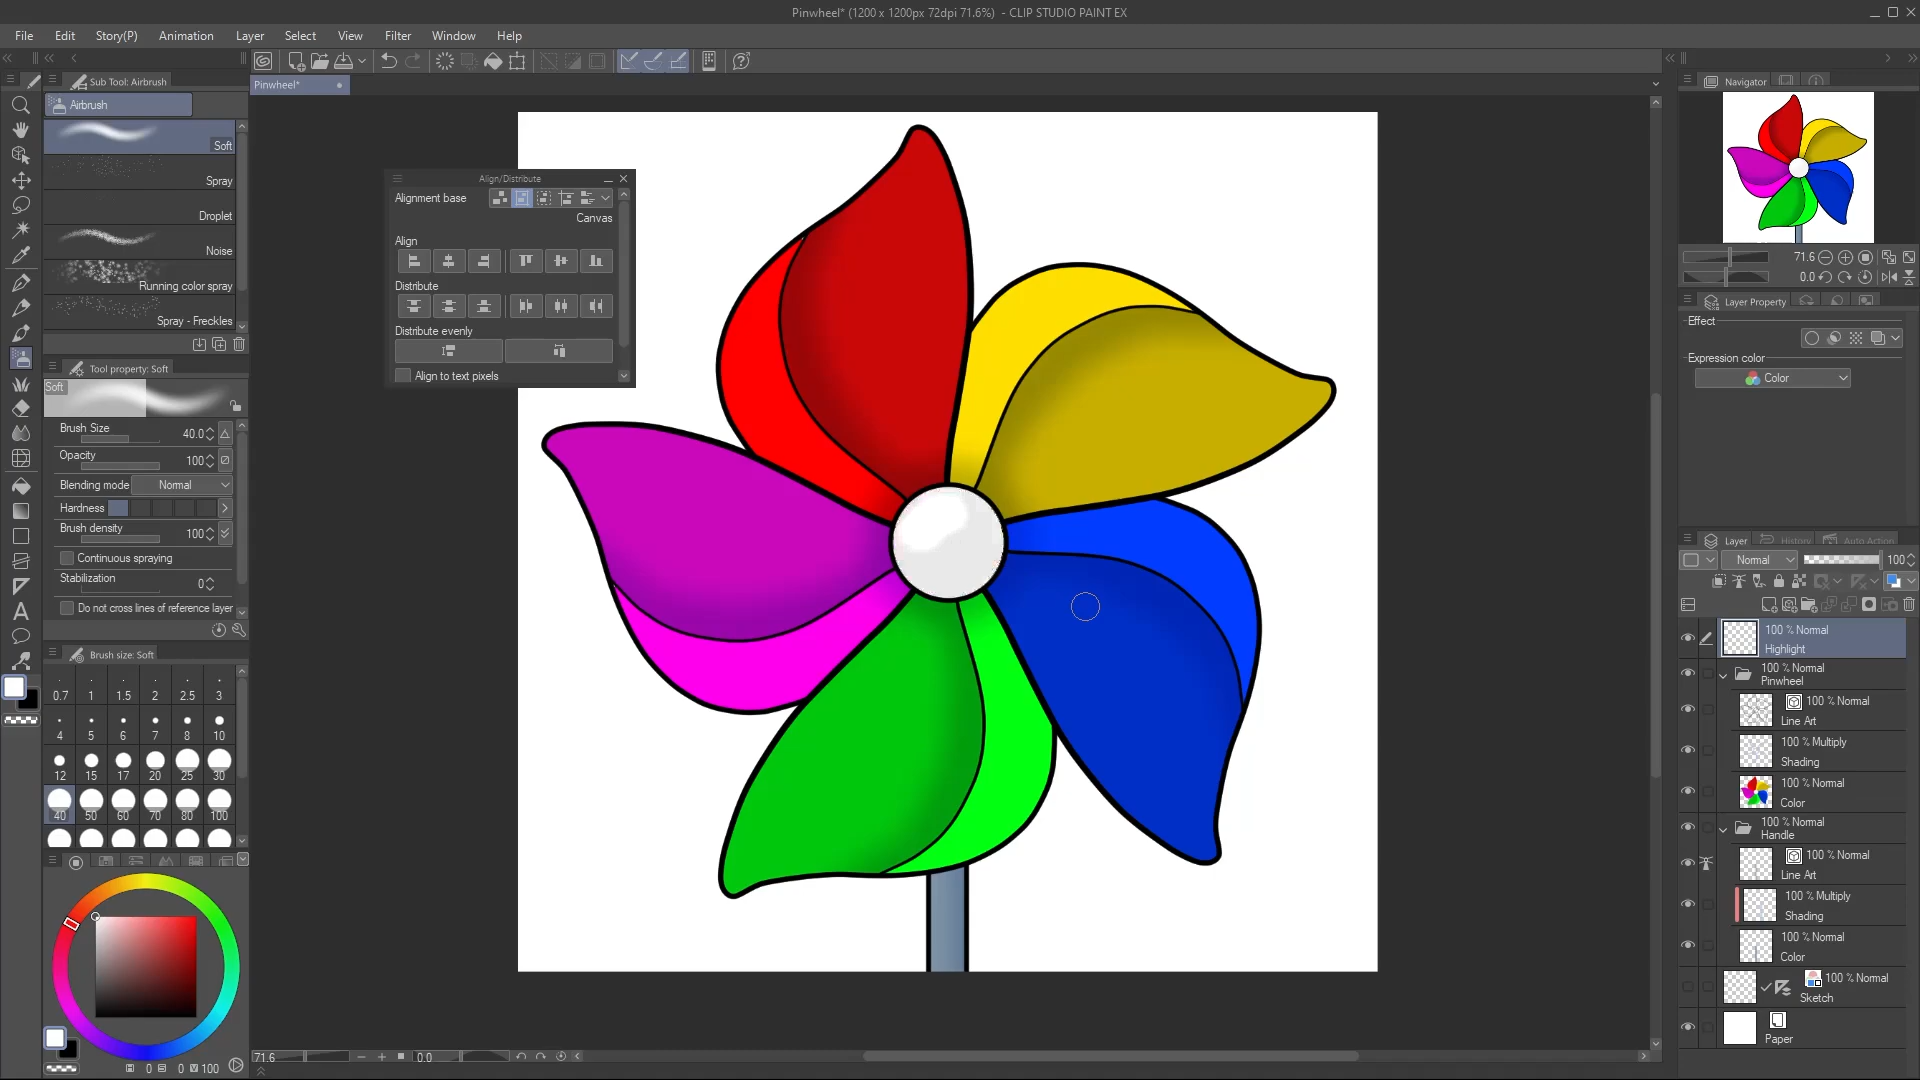 Pinwheel* (1200 x 1200px 72dpi 71.6%) - CLIP STUDIO PAINT EX
File Edit Story(P) Animation Layer Select View Filter Window Help
Sub Tool: Airbrush
Airbrush
Soft
Spray
Droplet
Noise
Running color spray
Spray - Freckles
Tool property: Soft
Soft
Brush Size 40.0
Opacity 100
Blending mode Normal
Hardness
Brush density 100
Continuous spraying
Stabilization 0
Do not cross lines of reference layer
Brush size: Soft
0.7 1 1.5 2 2.5 3
4 5 6 7 8 10
12 15 17 20 25 30
40 50 60 70 80 100
0 0 V 100
Pinwheel*
Align/Distribute
Alignment base
Canvas
Align
Distribute
Distribute evenly
Align to text pixels
71.6 0.0
Navigator
71.6
0.0
Layer Property
Effect
Expression color
Color
Layer History Auto Action
Normal 100
100 % Normal
Highlight
100 % Normal
Pinwheel
100 % Normal
Line Art
100 % Multiply
Shading
100 % Normal
Color
100 % Normal
Handle
100 % Normal
Line Art
100 % Multiply
Shading
100 % Normal
Color
100 % Normal
Sketch
Paper